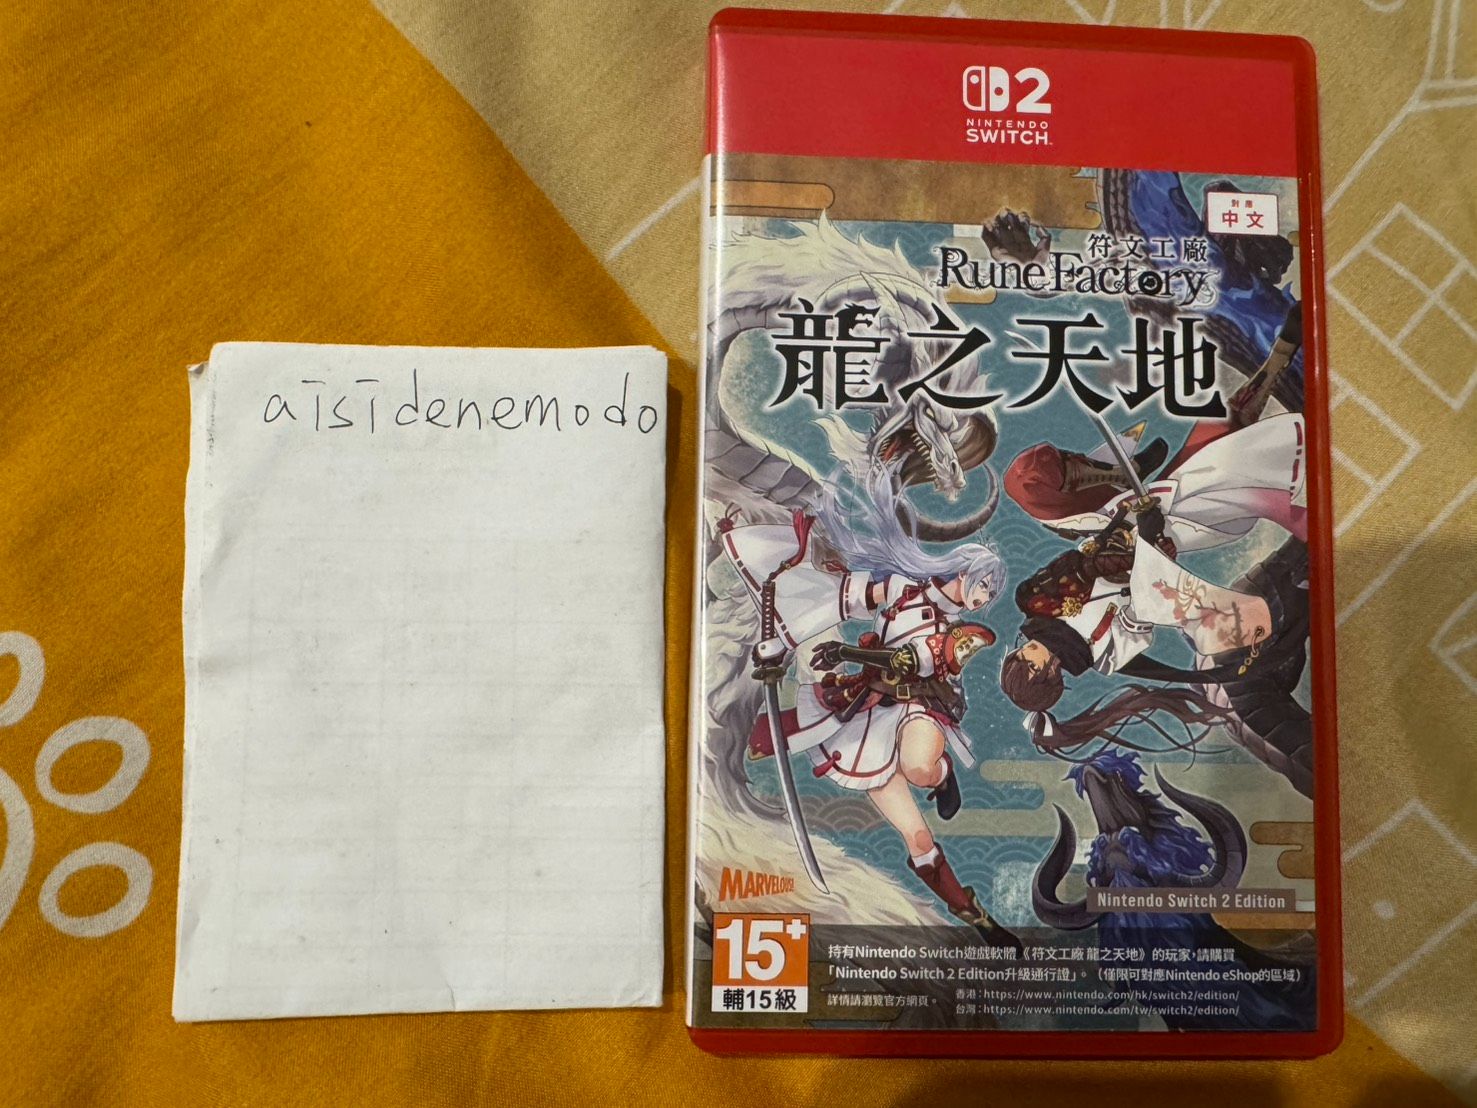 aisidenemodo
2
NINTENDO
SWITCH
對應
中文
符文工廠
Rune Factory
龍之天地
MARVELOUS!
Nintendo Switch 2 Edition
15+
輔15級
持有Nintendo Switch遊戲軟體《符文工廠 龍之天地》的玩家,請購買
「Nintendo Switch 2 Edition升級通行證」。(僅限可對應Nintendo eShop的區域)
詳情請瀏覽官方網頁。 香港:https://www.nintendo.com/hk/switch2/edition/
台灣:https://www.nintendo.com/tw/switch2/edition/